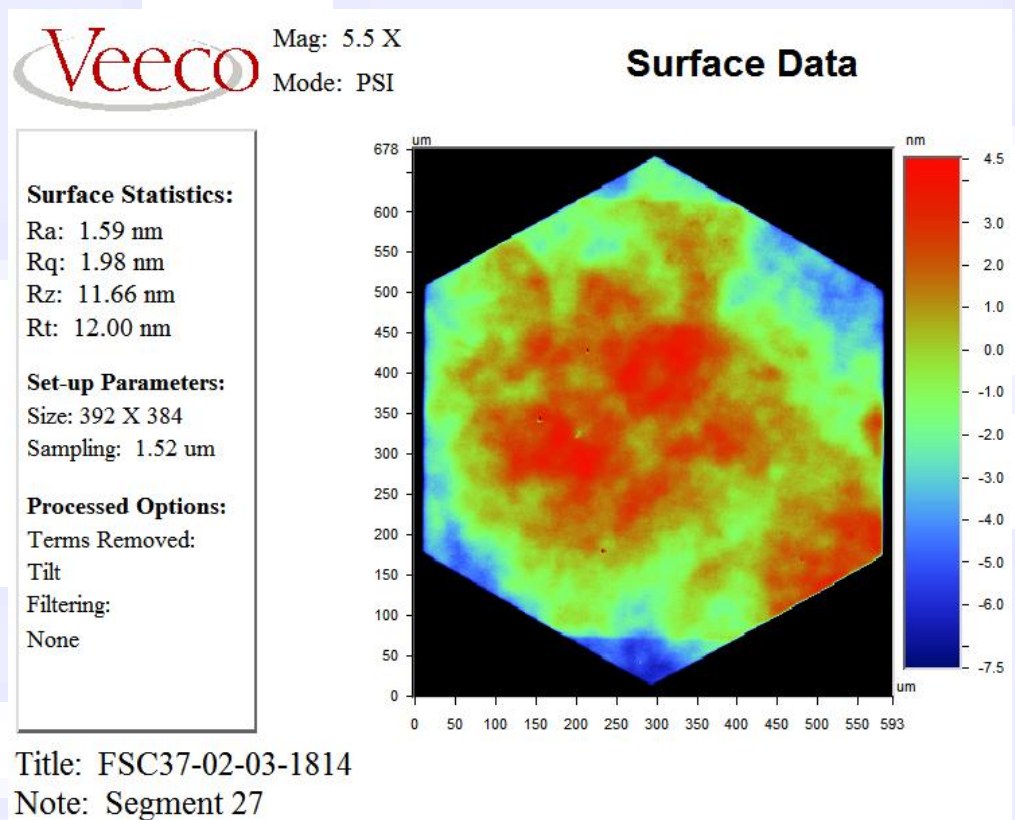 Veeco
Mag: 5.5 X
Mode: PSI
Surface Data
Surface Statistics:
Ra: 1.59 nm
Rq: 1.98 nm
Rz: 11.66 nm
Rt: 12.00 nm
Set-up Parameters:
Size: 392 X 384
Sampling: 1.52 um
Processed Options:
Terms Removed:
Tilt
Filtering:
None
um
678
600
550
500
450
400
350
300
250
200
150
100
50
0
0 50 100 150 200 250 300 350 400 450 500 550 593
um
nm
4.5
3.0
2.0
1.0
0.0
-1.0
-2.0
-3.0
-4.0
-5.0
-6.0
-7.5
Title: FSC37-02-03-1814
Note: Segment 27